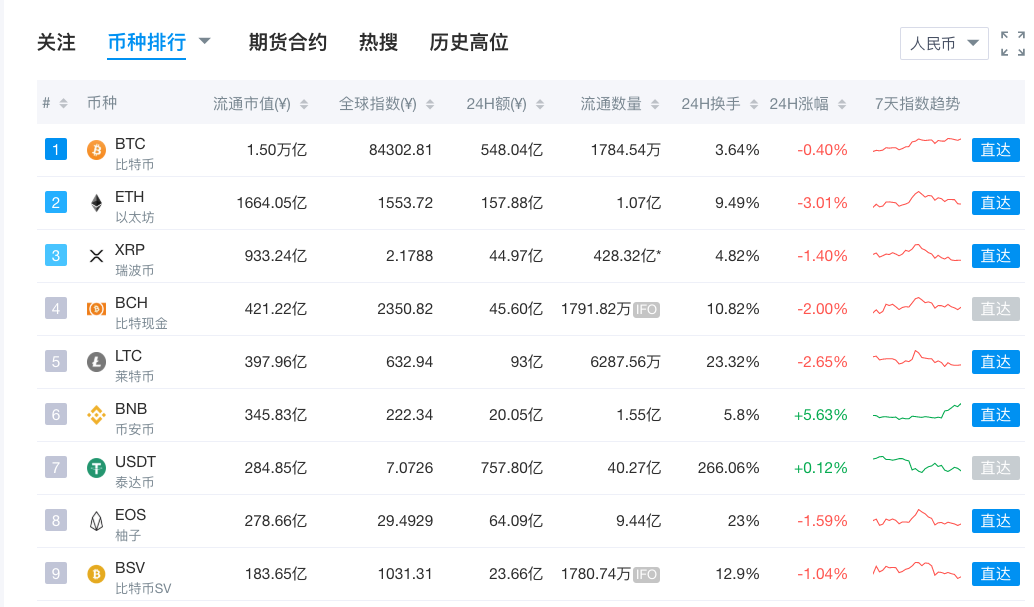 关注 币种排行 期货合约 热搜 历史高位 人民币
# 币种 流通市值(¥) 全球指数(¥) 24H额(¥) 流通数量 24H换手 24H涨幅 7天指数趋势
1 BTC 1.50万亿 84302.81 548.04亿 1784.54万 3.64% -0.40% 直达
比特币
2 ETH 1664.05亿 1553.72 157.88亿 1.07亿 9.49% -3.01% 直达
以太坊
3 XRP 933.24亿 2.1788 44.97亿 428.32亿* 4.82% -1.40% 直达
瑞波币
4 BCH 421.22亿 2350.82 45.60亿 1791.82万 IFO 10.82% -2.00% 直达
比特现金
5 LTC 397.96亿 632.94 93亿 6287.56万 23.32% -2.65% 直达
莱特币
6 BNB 345.83亿 222.34 20.05亿 1.55亿 5.8% +5.63% 直达
币安币
7 USDT 284.85亿 7.0726 757.80亿 40.27亿 266.06% +0.12% 直达
泰达币
8 EOS 278.66亿 29.4929 64.09亿 9.44亿 23% -1.59% 直达
柚子
9 BSV 183.65亿 1031.31 23.66亿 1780.74万 IFO 12.9% -1.04% 直达
比特币SV